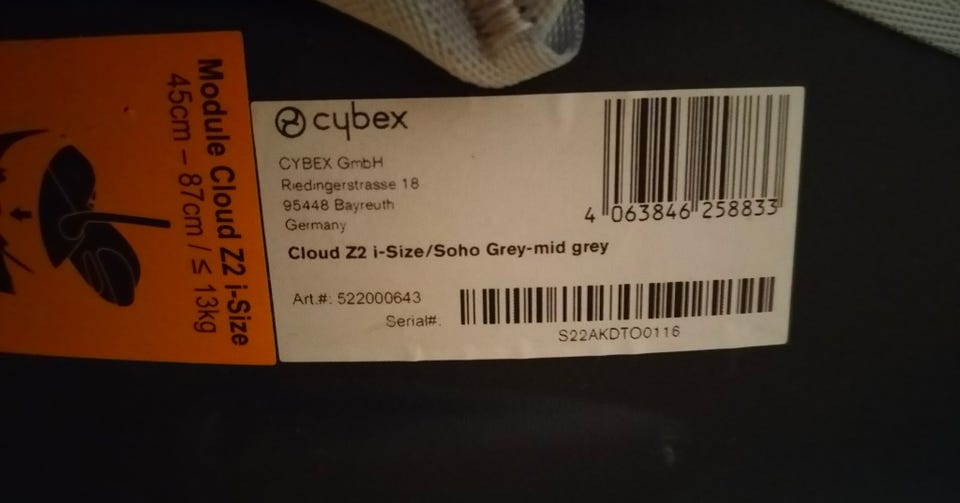 Module Cloud Z2 i-Size
45cm – 87cm / ≤ 13kg
cybex
CYBEX GmbH
Riedingerstrasse 18
95448 Bayreuth
Germany
4 063846 258833
Cloud Z2 i-Size/Soho Grey-mid grey
Art.#: 522000643
Serial#.
S22AKDTO0116